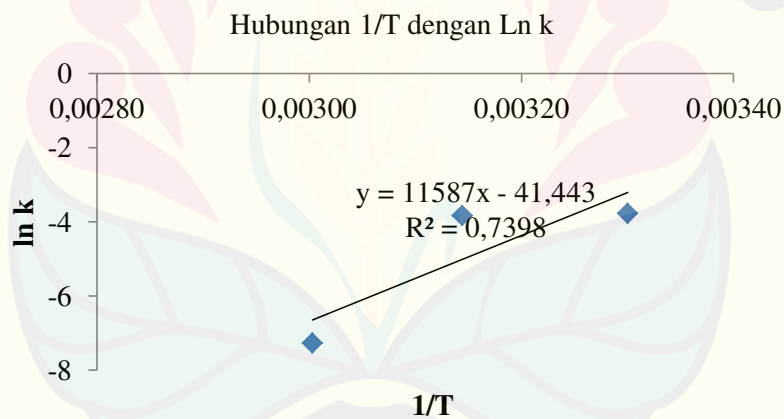 Hubungan 1/T dengan Ln k
0
0,00280 0,00300 0,00320 0,00340
-2
y = 11587x - 41,443
-4
R² = 0,7398
ln k
-6
-8
1/T